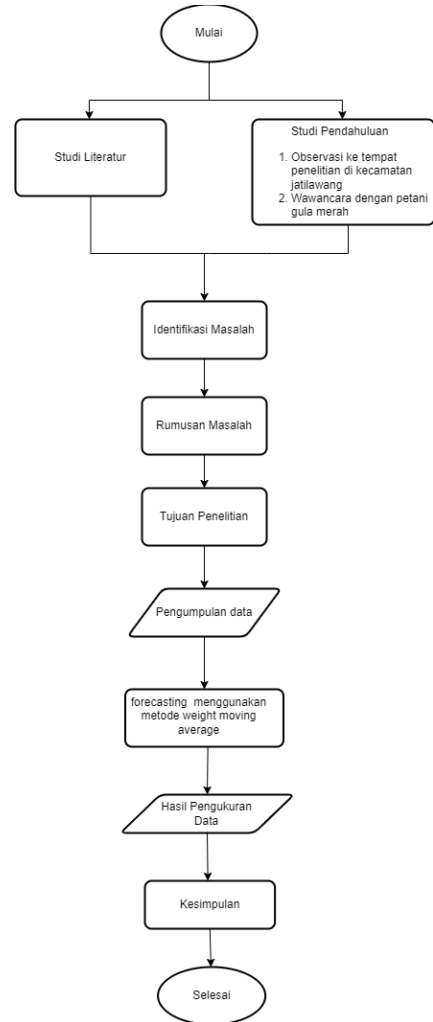 Mulai
Studi Literatur
Studi Pendahuluan
1. Observasi ke tempat
penelitian di kecamatan
jatilawang
2. Wawancara dengan petani
gula merah
Identifikasi Masalah
Rumusan Masalah
Tujuan Penelitian
Pengumpulan data
forecasting menggunakan
metode weight moving
average
Hasil Pengukuran
Data
Kesimpulan
Selesai